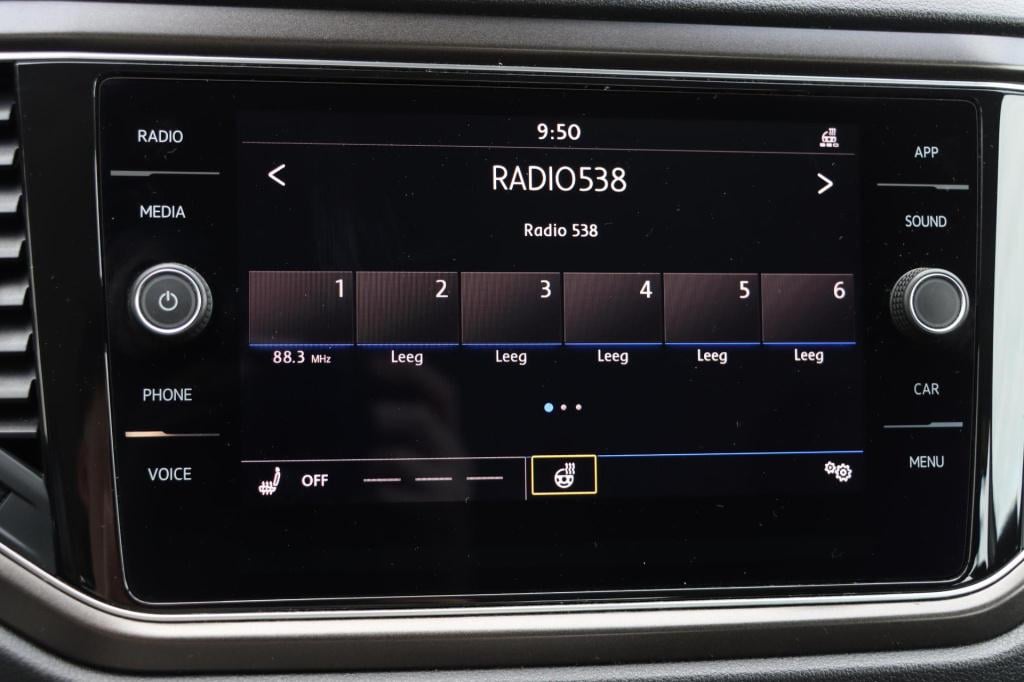 RADIO
MEDIA
PHONE
VOICE
9:50
RADIO538
Radio 538
1 2 3 4 5 6
88.3 MHz Leeg Leeg Leeg Leeg Leeg
OFF
APP
SOUND
CAR
MENU